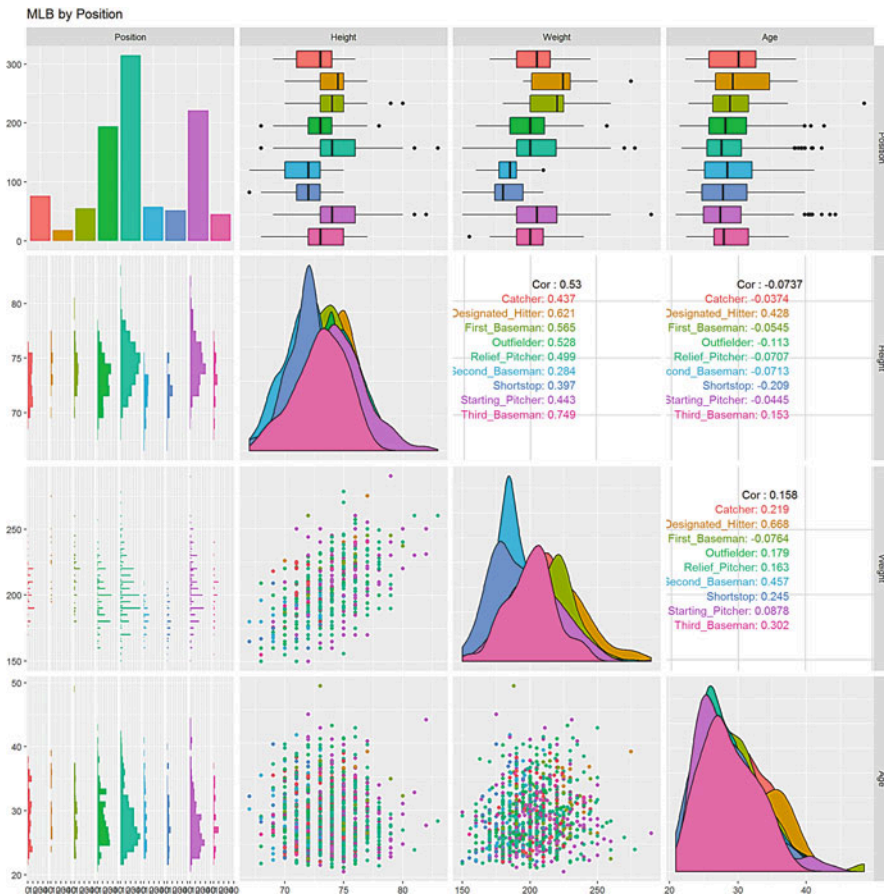 MLB by Position
Position Height Weight Age
300
200
100
0
Position
80
75
70
Cor : 0.53
Catcher: 0.437
Designated_Hitter: 0.621
First_Baseman: 0.565
Outfielder: 0.528
Relief_Pitcher: 0.499
Second_Baseman: 0.284
Shortstop: 0.397
Starting_Pitcher: 0.443
Third_Baseman: 0.749
Cor : -0.0737
Catcher: -0.0374
Designated_Hitter: 0.428
First_Baseman: -0.0545
Outfielder: -0.113
Relief_Pitcher: -0.0707
Second_Baseman: -0.0713
Shortstop: -0.209
Starting_Pitcher: -0.0445
Third_Baseman: 0.153
Height
250
200
150
Cor : 0.158
Catcher: 0.219
Designated_Hitter: 0.668
First_Baseman: -0.0764
Outfielder: 0.179
Relief_Pitcher: 0.163
Second_Baseman: 0.457
Shortstop: 0.245
Starting_Pitcher: 0.0878
Third_Baseman: 0.302
Weight
50
40
30
20
Age
70 75 80 150 200 250 20 30 40